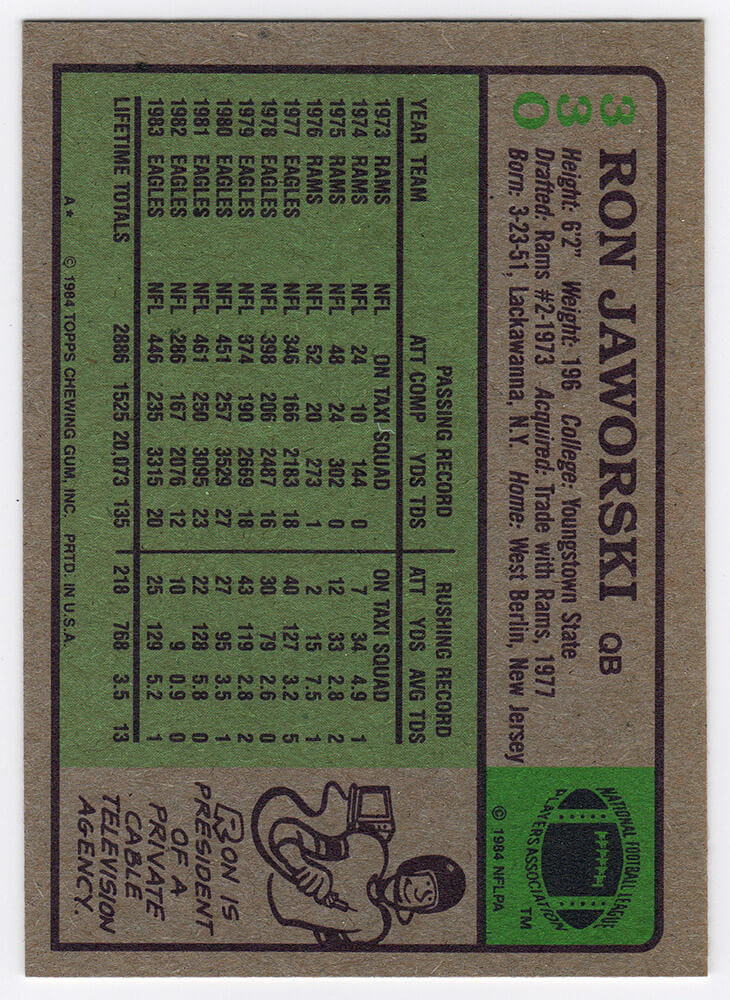 330
RON JAWORSKI QB
Height: 6'2" Weight: 196 College: Youngstown State
Drafted: Rams #2-1973 Acquired: Trade with Rams, 1977
Born: 3-23-51, Lackawanna, N.Y. Home: West Berlin, New Jersey
NATIONAL FOOTBALL LEAGUE
PLAYERS ASSOCIATION
TM
© 1984 NFLPA
PASSING RECORD RUSHING RECORD
YEAR TEAM ATT COMP YDS TDS ATT YDS AVG TDS
1973 RAMS NFL ON TAXI SQUAD ON TAXI SQUAD
1974 RAMS NFL 24 10 144 0 7 34 4.9 1
1975 RAMS NFL 48 24 302 0 12 33 2.8 2
1976 RAMS NFL 52 20 273 1 2 15 7.5 1
1977 EAGLES NFL 346 166 2183 18 40 127 3.2 5
1978 EAGLES NFL 398 206 2487 16 30 79 2.6 0
1979 EAGLES NFL 374 190 2669 18 43 119 2.8 2
1980 EAGLES NFL 451 257 3529 27 27 95 3.5 1
1981 EAGLES NFL 461 250 3095 23 22 128 5.8 0
1982 EAGLES NFL 286 167 2076 12 10 9 0.9 0
1983 EAGLES NFL 446 235 3315 20 25 129 5.2 1
LIFETIME TOTALS 2886 1525 20,073 135 218 768 3.5 13
A* © 1984 TOPPS CHEWING GUM, INC. PRTD. IN U.S.A.
RON IS
PRESIDENT
OF A
PRIVATE
CABLE
TELEVISION
AGENCY.